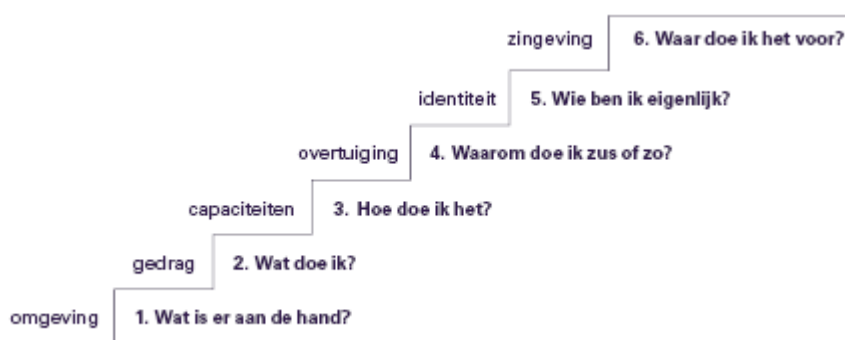 zingeving 6. Waar doe ik het voor?
identiteit 5. Wie ben ik eigenlijk?
overtuiging 4. Waarom doe ik zus of zo?
capaciteiten 3. Hoe doe ik het?
gedrag 2. Wat doe ik?
omgeving 1. Wat is er aan de hand?